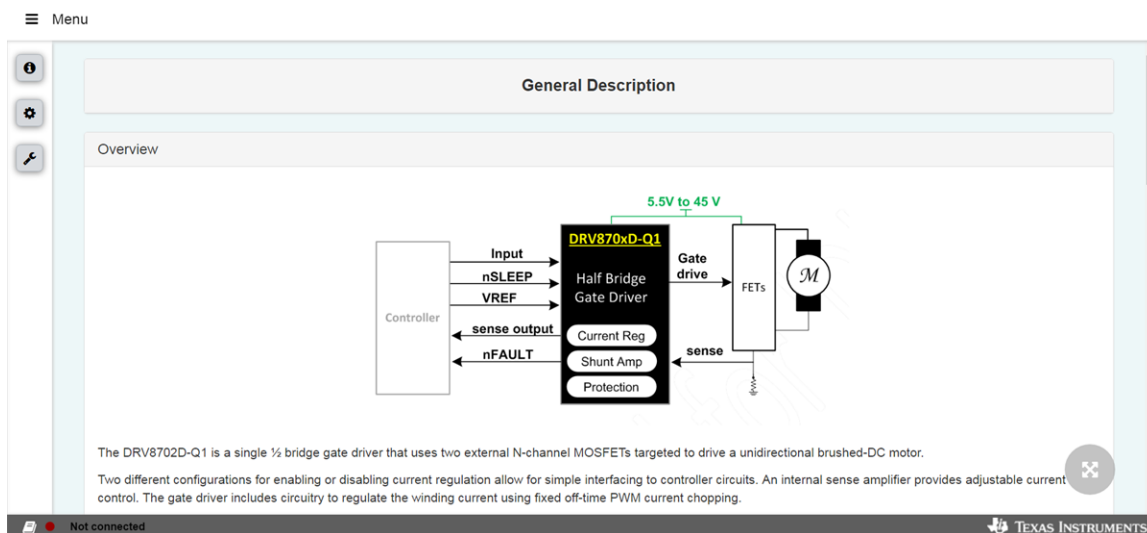 Menu
General Description
Overview
5.5V to 45 V
DRV870xD-Q1
Input
nSLEEP
VREF
sense output
nFAULT
Controller
Half Bridge
Gate Driver
Current Reg
Shunt Amp
Protection
Gate
drive
sense
FETs
M
The DRV8702D-Q1 is a single ½ bridge gate driver that uses two external N-channel MOSFETs targeted to drive a unidirectional brushed-DC motor.
Two different configurations for enabling or disabling current regulation allow for simple interfacing to controller circuits. An internal sense amplifier provides adjustable current
control. The gate driver includes circuitry to regulate the winding current using fixed off-time PWM current chopping.
Not connected
TEXAS INSTRUMENTS